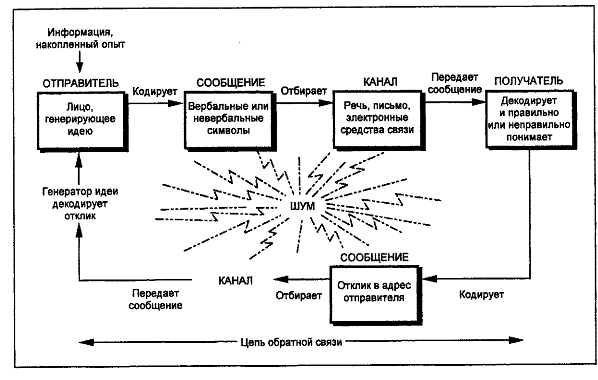 Информация,
накопленный опыт
ОТПРАВИТЕЛЬ
Кодирует
СООБЩЕНИЕ
Отбирает
КАНАЛ
Передает
сообщение
ПОЛУЧАТЕЛЬ
Лицо,
генерирующее
идею
Вербальные или
невербальные
символы
Речь, письмо,
электронные
средства связи
Декодирует
и правильно
или неправильно
понимает
Генератор идеи
декодирует
отклик
ШУМ
СООБЩЕНИЕ
Отклик в адрес
отправителя
Передает
сообщение
КАНАЛ
Отбирает
Кодирует
Цепь обратной связи